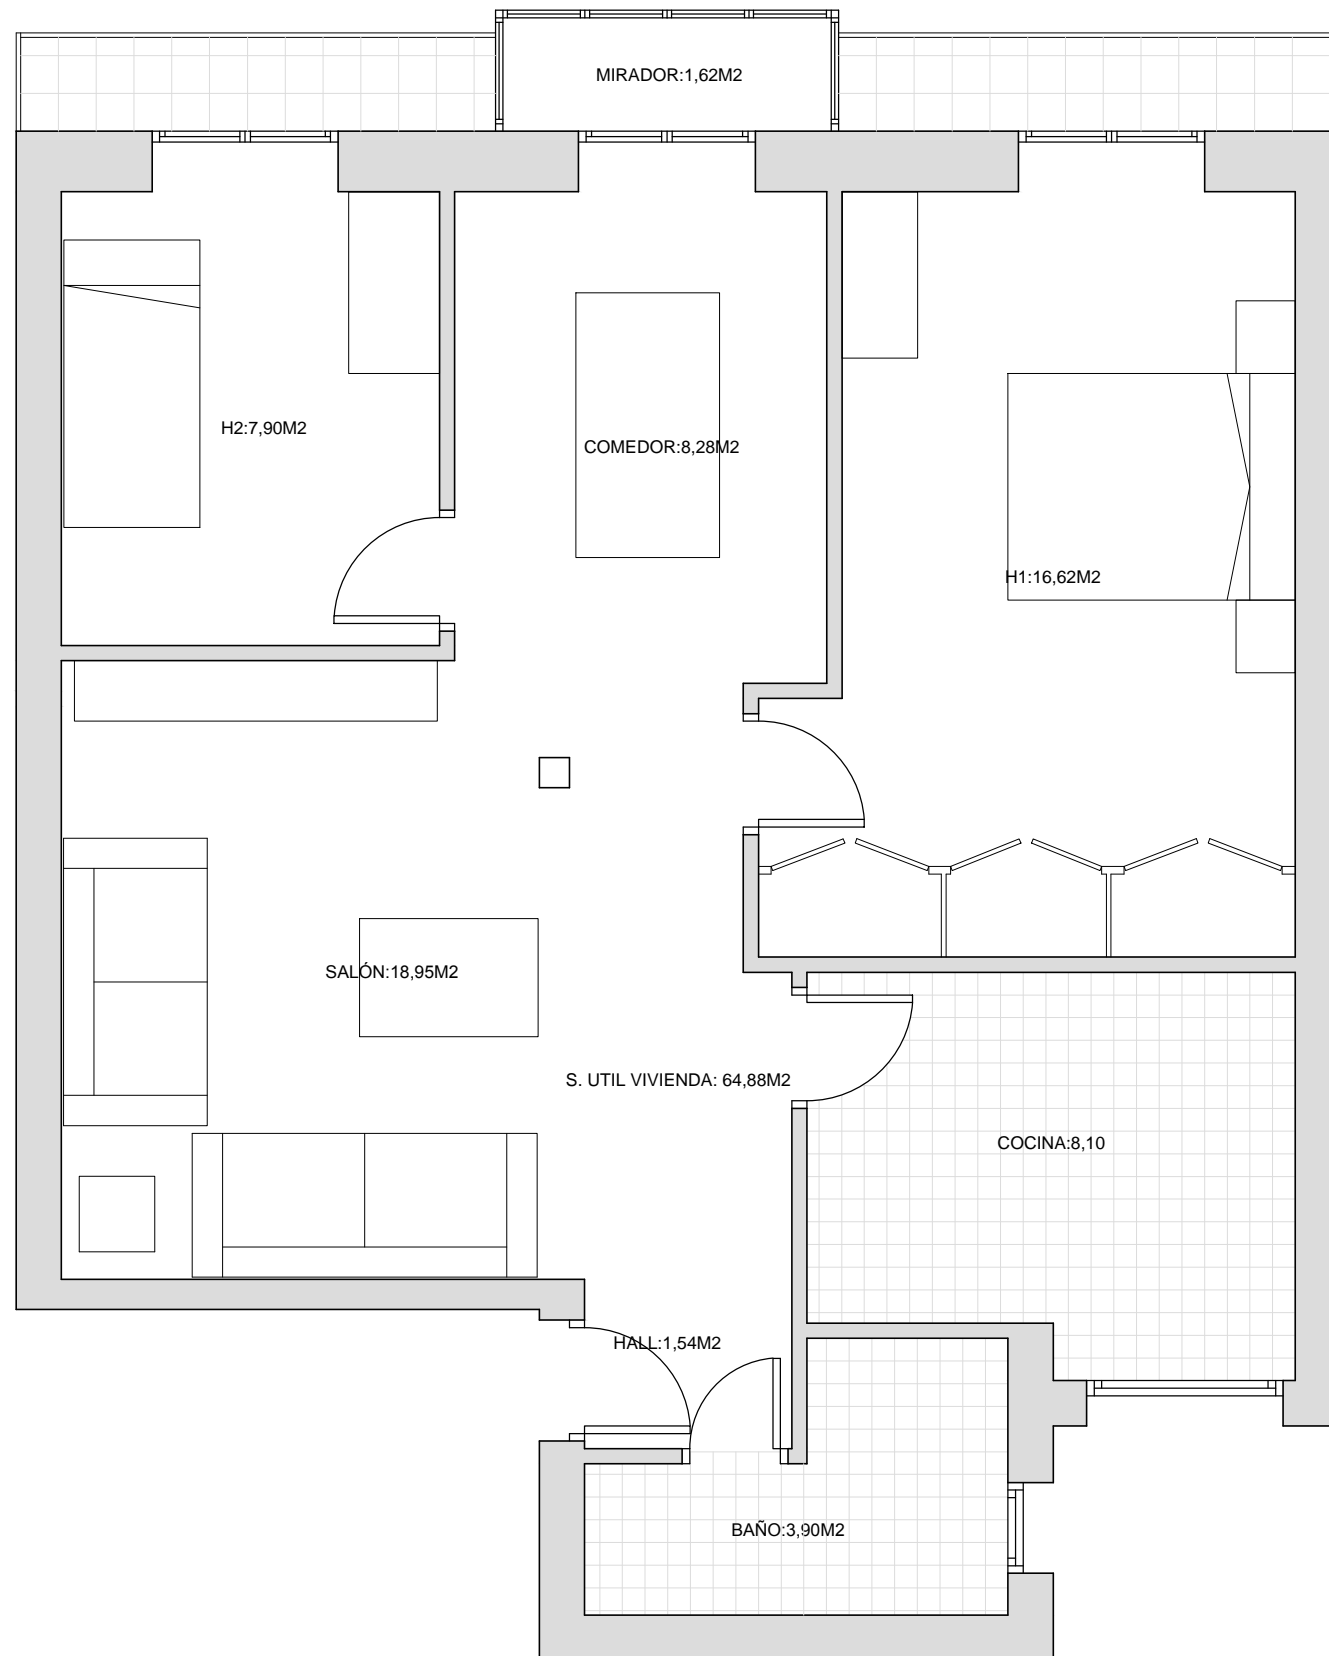 MIRADOR:1,62M2
H2:7,90M2
COMEDOR:8,28M2
H1:16,62M2
SALÓN:18,95M2
S. UTIL VIVIENDA: 64,88M2
COCINA:8,10
HALL:1,54M2
BAÑO:3,90M2